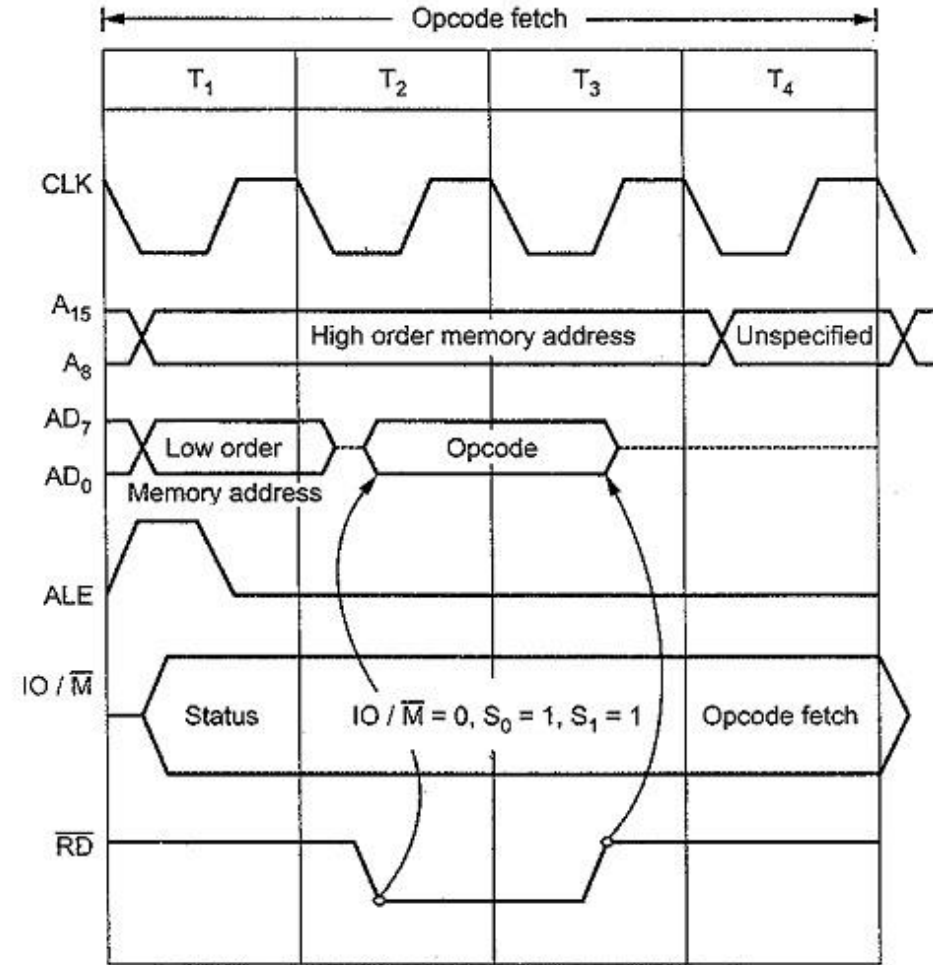 Opcode fetch
T₁ T₂ T₃ T₄
CLK
A₁₅
High order memory address Unspecified
A₈
AD₇
Low order Opcode
AD₀
Memory address
ALE
IO / M̅
Status IO / M̅ = 0, S₀ = 1, S₁ = 1 Opcode fetch
R̅D̅